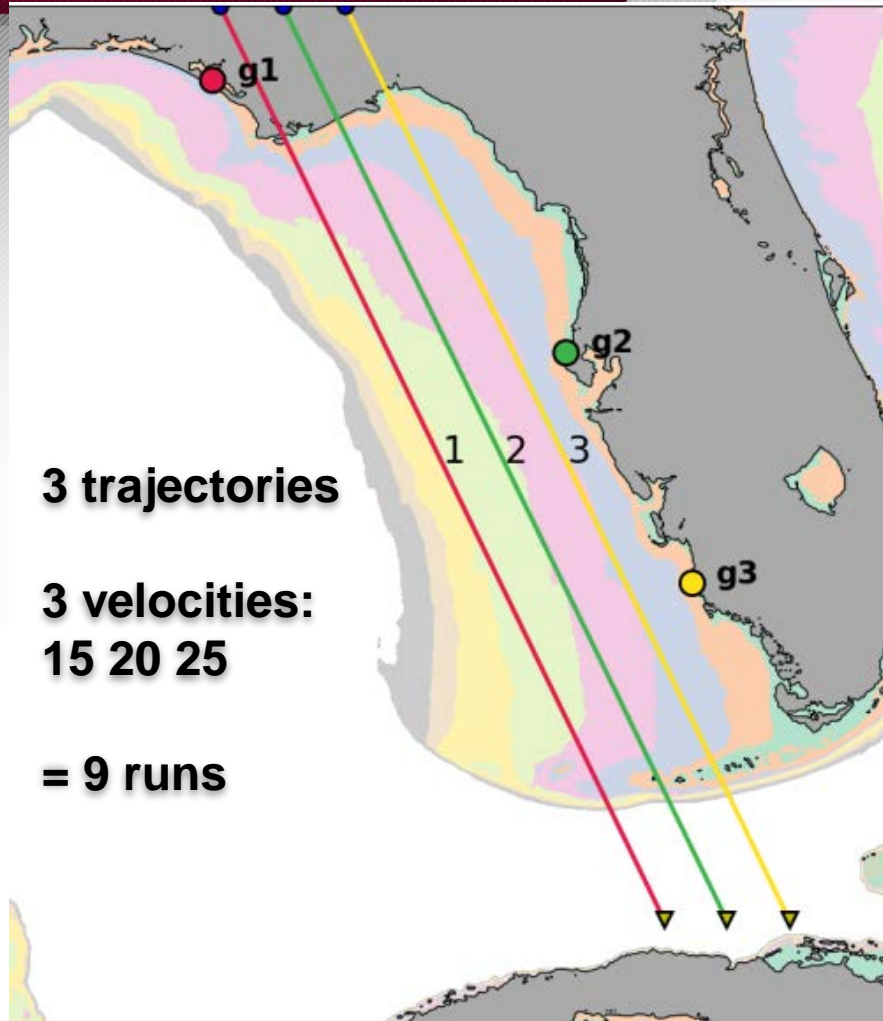 g1
g2
1 2 3
3 trajectories
g3
3 velocities:
15 20 25
= 9 runs